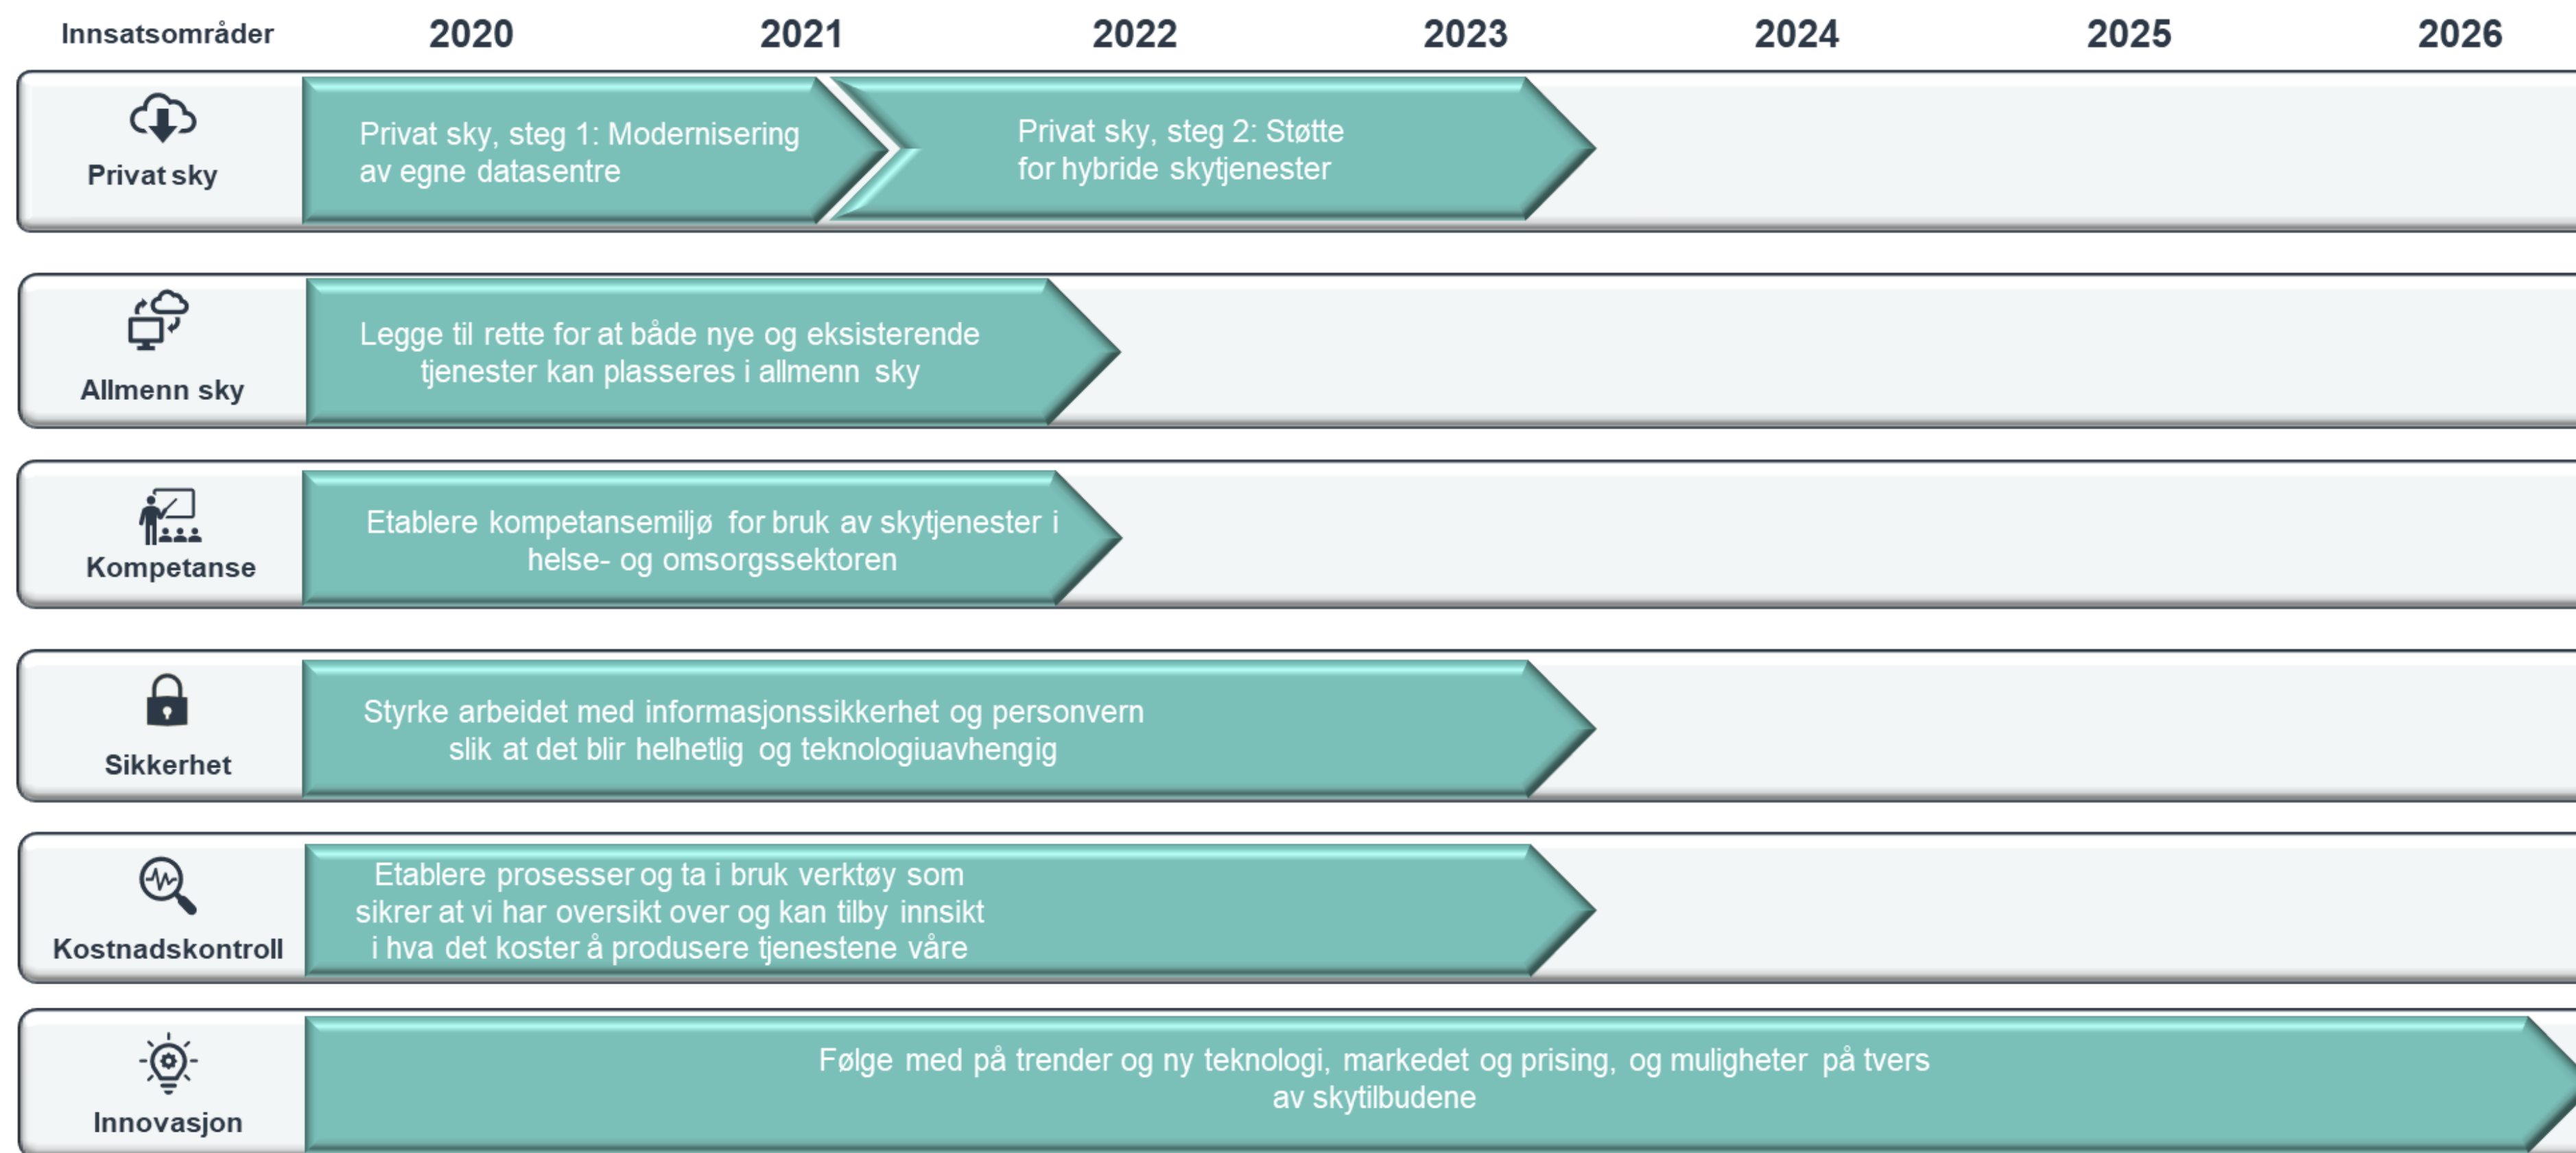 Innsatsområder 2020 2021 2022 2023 2024 2025 2026
Privat sky
Privat sky, steg 1: Modernisering
av egne datasentre
Privat sky, steg 2: Støtte
for hybride skytjenester
Allmenn sky
Legge til rette for at både nye og eksisterende
tjenester kan plasseres i allmenn sky
Kompetanse
Etablere kompetansemiljø for bruk av skytjenester i
helse- og omsorgssektoren
Sikkerhet
Styrke arbeidet med informasjonssikkerhet og personvern
slik at det blir helhetlig og teknologiuavhengig
Kostnadskontroll
Etablere prosesser og ta i bruk verktøy som
sikrer at vi har oversikt over og kan tilby innsikt
i hva det koster å produsere tjenestene våre
Innovasjon
Følge med på trender og ny teknologi, markedet og prising, og muligheter på tvers
av skytilbudene